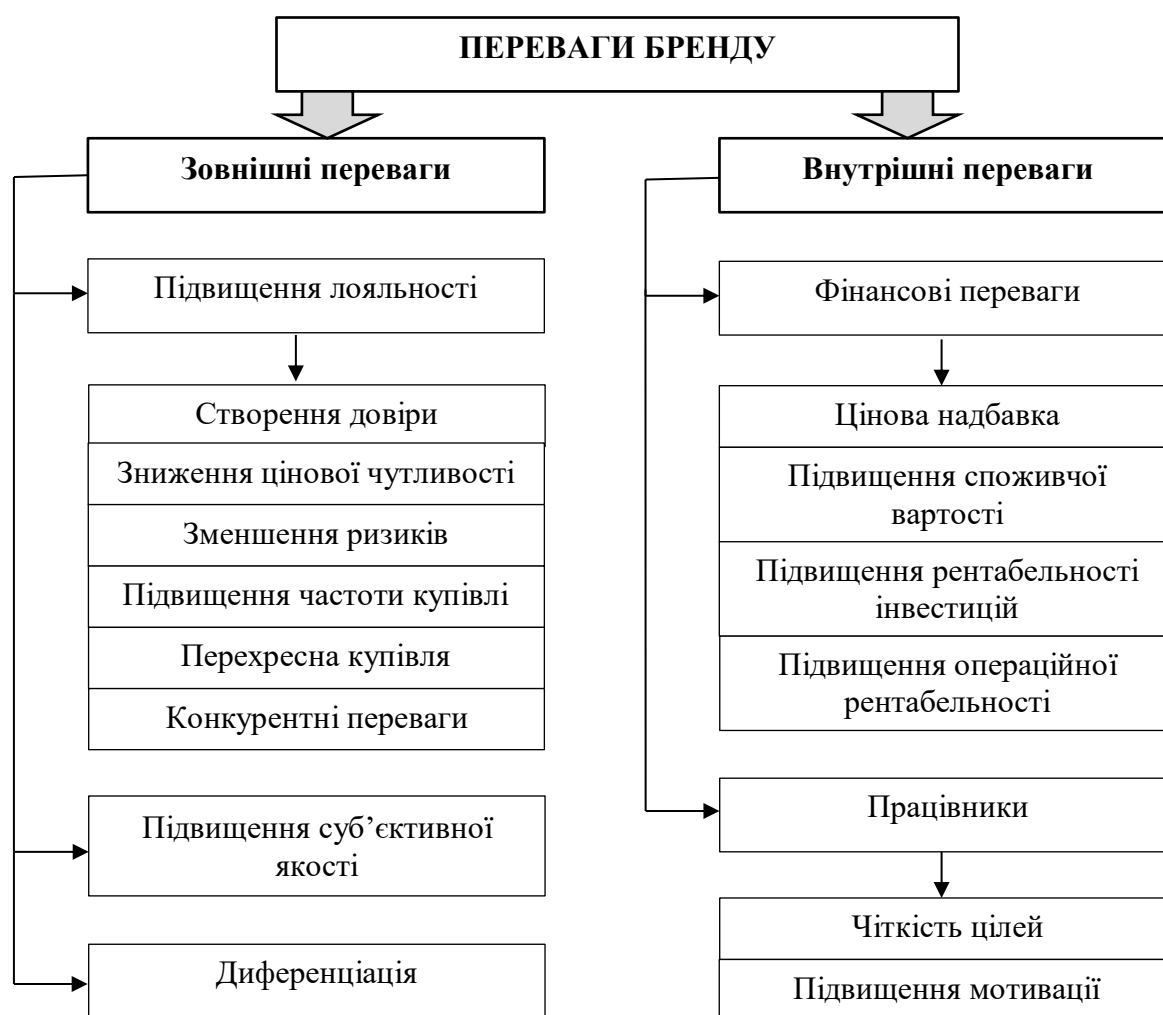 ПЕРЕВАГИ БРЕНДУ
Зовнішні переваги
Підвищення лояльності
Створення довіри
Зниження цінової чутливості
Зменшення ризиків
Підвищення частоти купівлі
Перехресна купівля
Конкурентні переваги
Підвищення суб’єктивної
якості
Диференціація
Внутрішні переваги
Фінансові переваги
Цінова надбавка
Підвищення споживчої
вартості
Підвищення рентабельності
інвестицій
Підвищення операційної
рентабельності
Працівники
Чіткість цілей
Підвищення мотивації